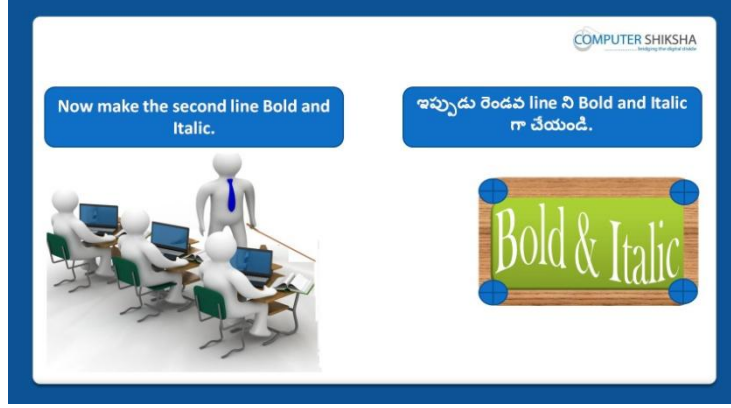 COMPUTER SHIKSHA
bridging the digital divide
Now make the second line Bold and
Italic.
ఇప్పుడు రెండవ line ని Bold and Italic
గా చేయండి.
Bold & Italic